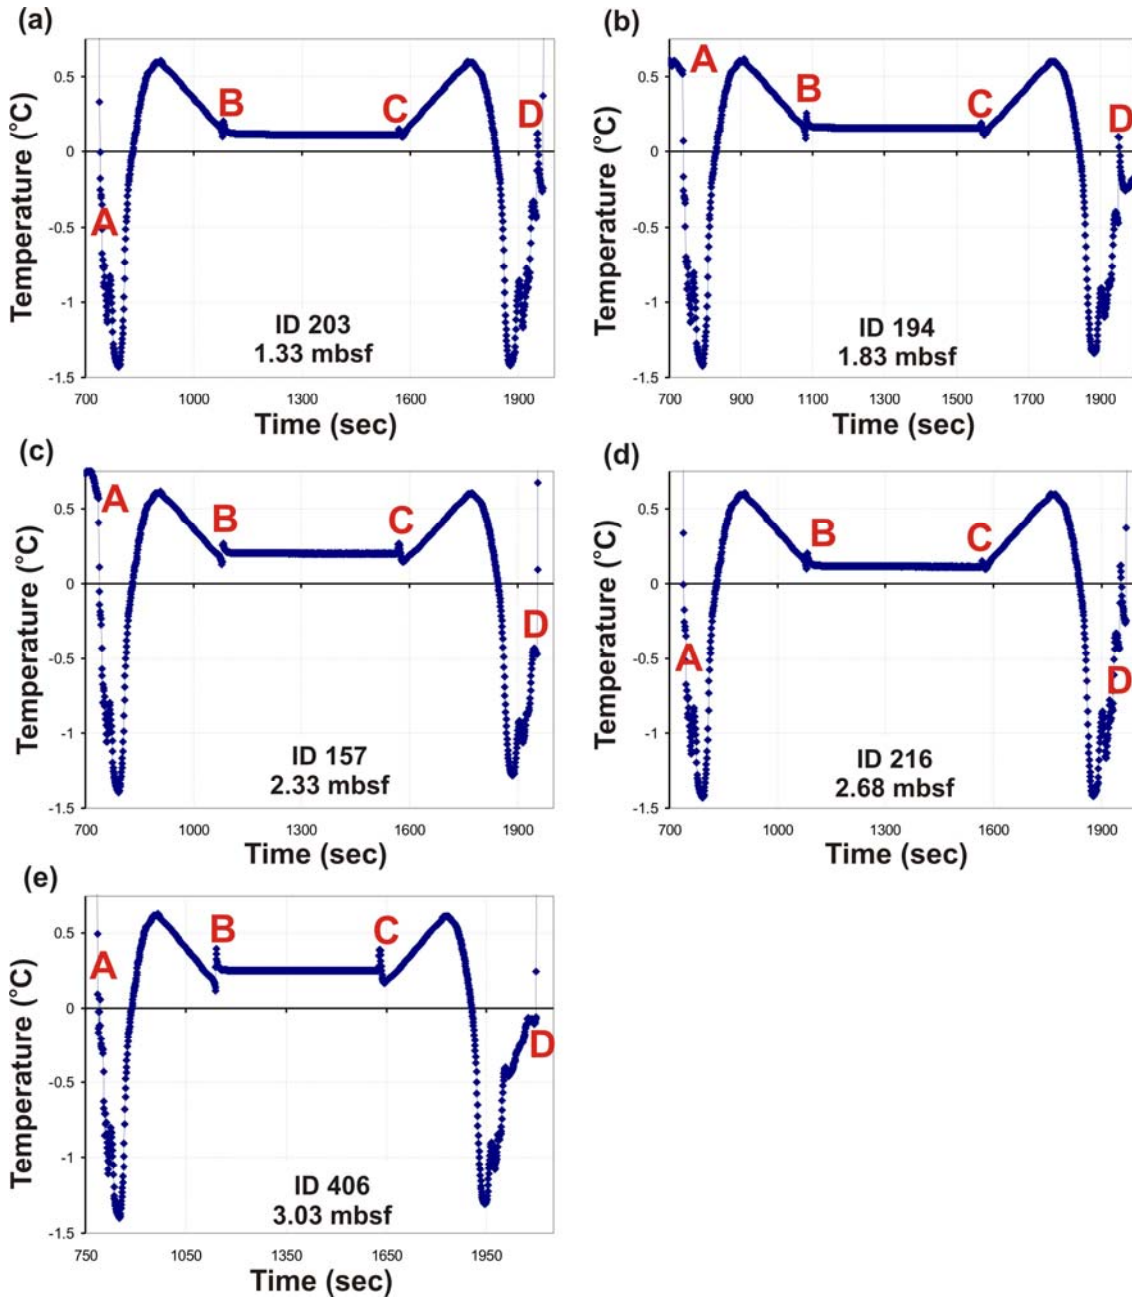 (a)
Temperature (°C)
0.5
0
-0.5
-1
-1.5
A
B
C
D
ID 203
1.33 mbsf
700 1000 1300 1600 1900
Time (sec)
(b)
Temperature (°C)
0.5
0
-0.5
-1
-1.5
A
B
C
D
ID 194
1.83 mbsf
700 900 1100 1300 1500 1700 1900
Time (sec)
(c)
Temperature (°C)
0.5
0
-0.5
-1
-1.5
A
B
C
D
ID 157
2.33 mbsf
700 1000 1300 1600 1900
Time (sec)
(d)
Temperature (°C)
0.5
0
-0.5
-1
-1.5
A
B
C
D
ID 216
2.68 mbsf
700 1000 1300 1600 1900
Time (sec)
(e)
Temperature (°C)
0.5
0
-0.5
-1
-1.5
A
B
C
D
ID 406
3.03 mbsf
750 1050 1350 1650 1950
Time (sec)